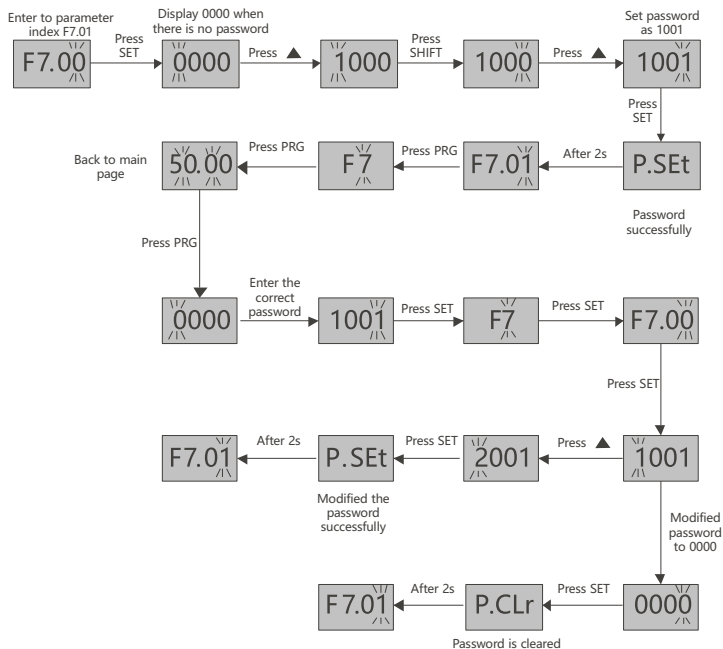 Enter to parameter
index F7.01
Display 0000 when
there is no password
Set password
as 1001
F7.00
Press
SET
0000
Press ▲
1000
Press
SHIFT
1000
Press ▲
1001
Press
SET
Back to main
page
50.00
Press PRG
F7
Press PRG
F7.01
After 2s
P.SEt
Password
successfully
Press PRG
0000
Enter the
correct
password
1001
Press SET
F7
Press SET
F7.00
Press SET
F7.01
After 2s
P.SEt
Press SET
2001
Press ▲
1001
Modified the
password
successfully
Modified
password
to 0000
F7.01
After 2s
P.CLr
Press SET
0000
Password is cleared